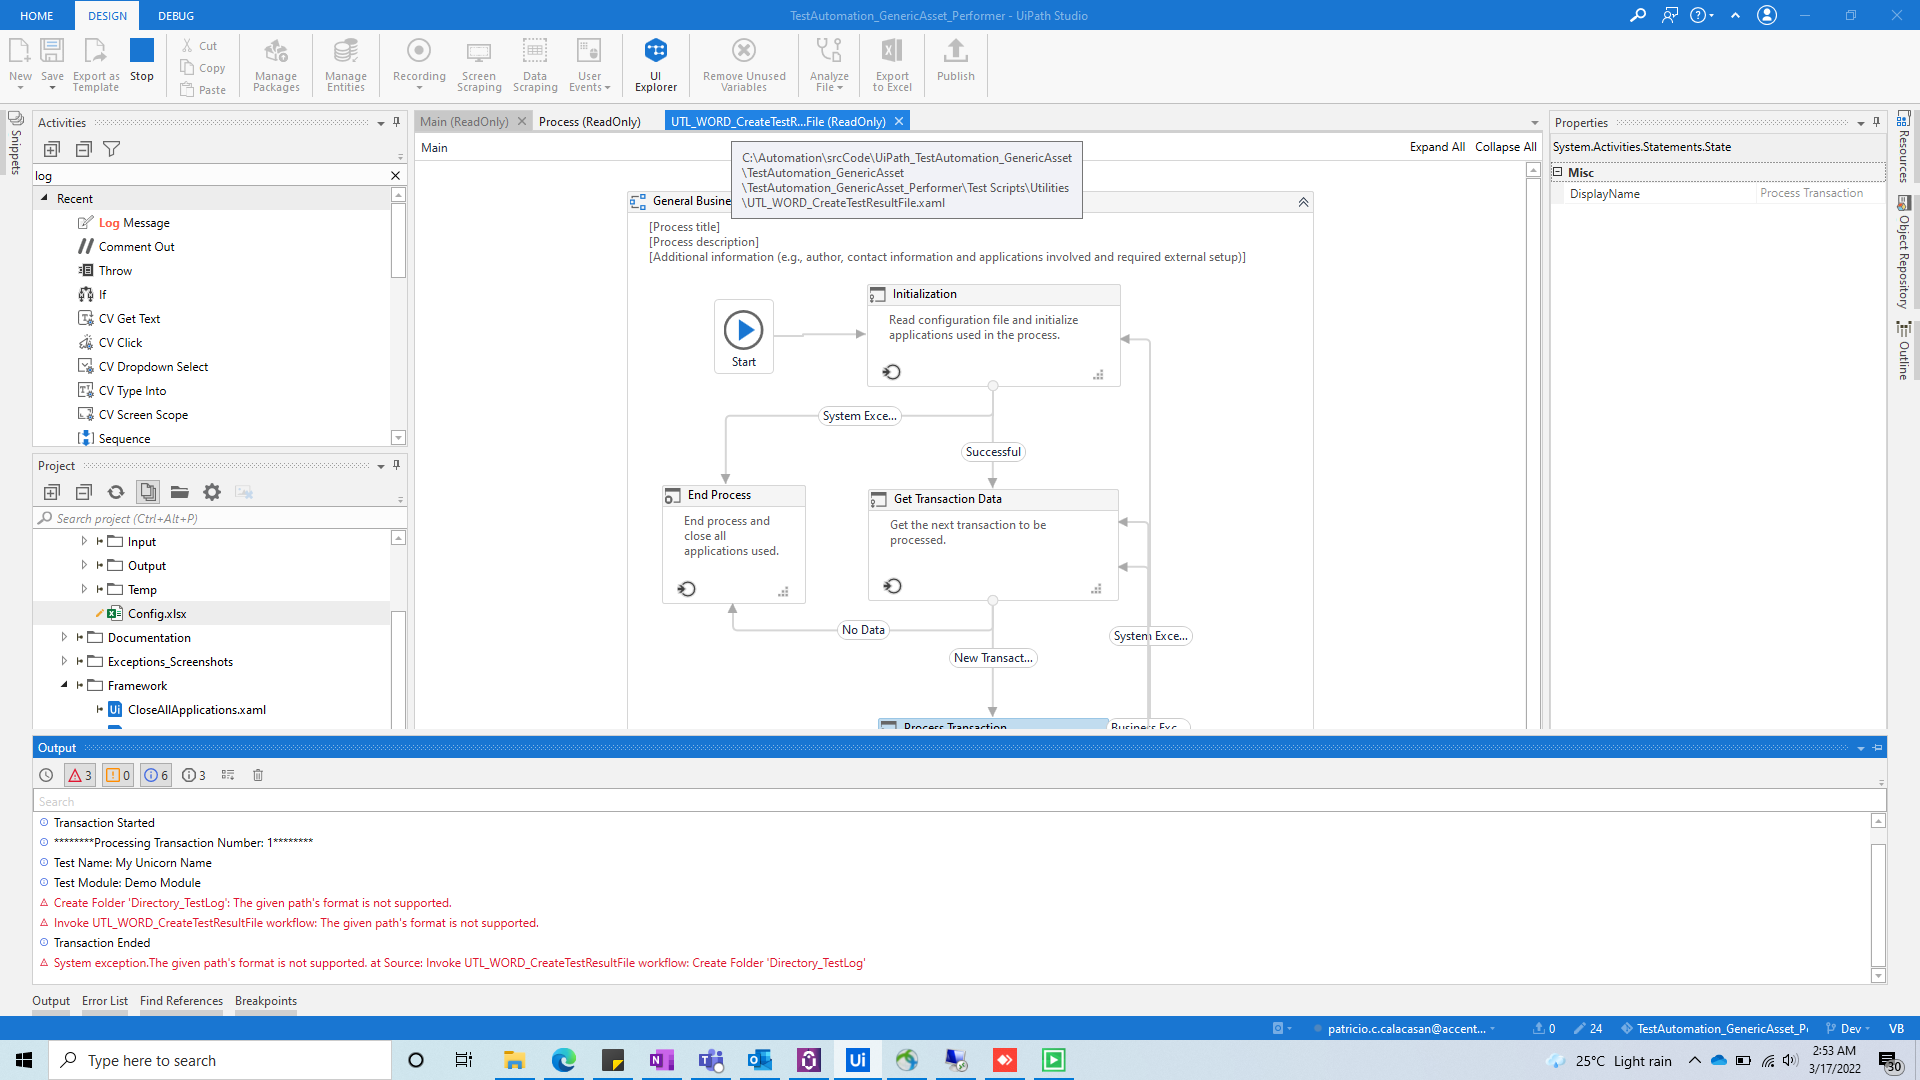 HOME
DESIGN
DEBUG
TestAutomation_GenericAsset_Performer - UiPath Studio
New
Save
Export as
Template
Stop
Cut
Copy
Paste
Manage
Packages
Manage
Entities
Recording
Screen
Scraping
Data
Scraping
User
Events
UI
Explorer
Remove Unused
Variables
Analyze
File
Export
to Excel
Publish
Snippets
Activities
log
Recent
Log Message
Comment Out
Throw
If
CV Get Text
CV Click
CV Dropdown Select
CV Type Into
CV Screen Scope
Sequence
Project
Search project (Ctrl+Alt+P)
Input
Output
Temp
Config.xlsx
Documentation
Exceptions_Screenshots
Framework
CloseAllApplications.xaml
Main (ReadOnly)
Process (ReadOnly)
UTL_WORD_CreateTestR...File (ReadOnly)
Main
Expand All
Collapse All
C:\Automation\srcCode\UiPath_TestAutomation_GenericAsset
\TestAutomation_GenericAsset
\TestAutomation_GenericAsset_Performer\Test Scripts\Utilities
\UTL_WORD_CreateTestResultFile.xaml
General Busine
[Process title]
[Process description]
[Additional information (e.g., author, contact information and applications involved and required external setup)]
Start
Initialization
Read configuration file and initialize
applications used in the process.
System Exce...
Successful
End Process
End process and
close all
applications used.
Get Transaction Data
Get the next transaction to be
processed.
No Data
New Transact...
System Exce...
Process Transaction
Business Exc...
Properties
System.Activities.Statements.State
Misc
DisplayName
Process Transaction
Resources
Object Repository
Outline
Output
3
0
6
3
Search
Transaction Started
********Processing Transaction Number: 1********
Test Name: My Unicorn Name
Test Module: Demo Module
Create Folder 'Directory_TestLog': The given path's format is not supported.
Invoke UTL_WORD_CreateTestResultFile workflow: The given path's format is not supported.
Transaction Ended
System exception.The given path's format is not supported. at Source: Invoke UTL_WORD_CreateTestResultFile workflow: Create Folder 'Directory_TestLog'
Output
Error List
Find References
Breakpoints
patricio.c.calacasan@accent...
0
24
TestAutomation_GenericAsset_P
Dev
VB
Type here to search
25°C Light rain
2:53 AM
3/17/2022
30